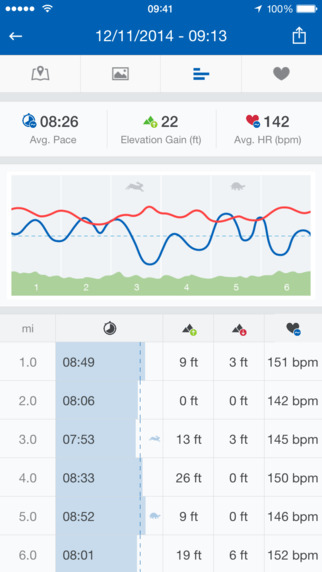 09:41 100%
12/11/2014 - 09:13
08:26 22 142
Avg. Pace Elevation Gain (ft) Avg. HR (bpm)
1 2 3 4 5 6
mi
1.0 08:49 9 ft 3 ft 151 bpm
2.0 08:06 0 ft 0 ft 142 bpm
3.0 07:53 13 ft 3 ft 145 bpm
4.0 08:33 26 ft 0 ft 150 bpm
5.0 08:52 9 ft 0 ft 146 bpm
6.0 08:01 19 ft 6 ft 152 bpm